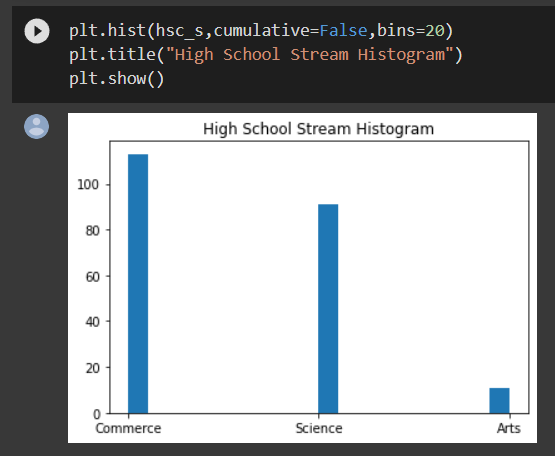 plt.hist(hsc_s,cumulative=False,bins=20)
plt.title("High School Stream Histogram")
plt.show()
High School Stream Histogram
100
80
60
40
20
0
Commerce Science Arts